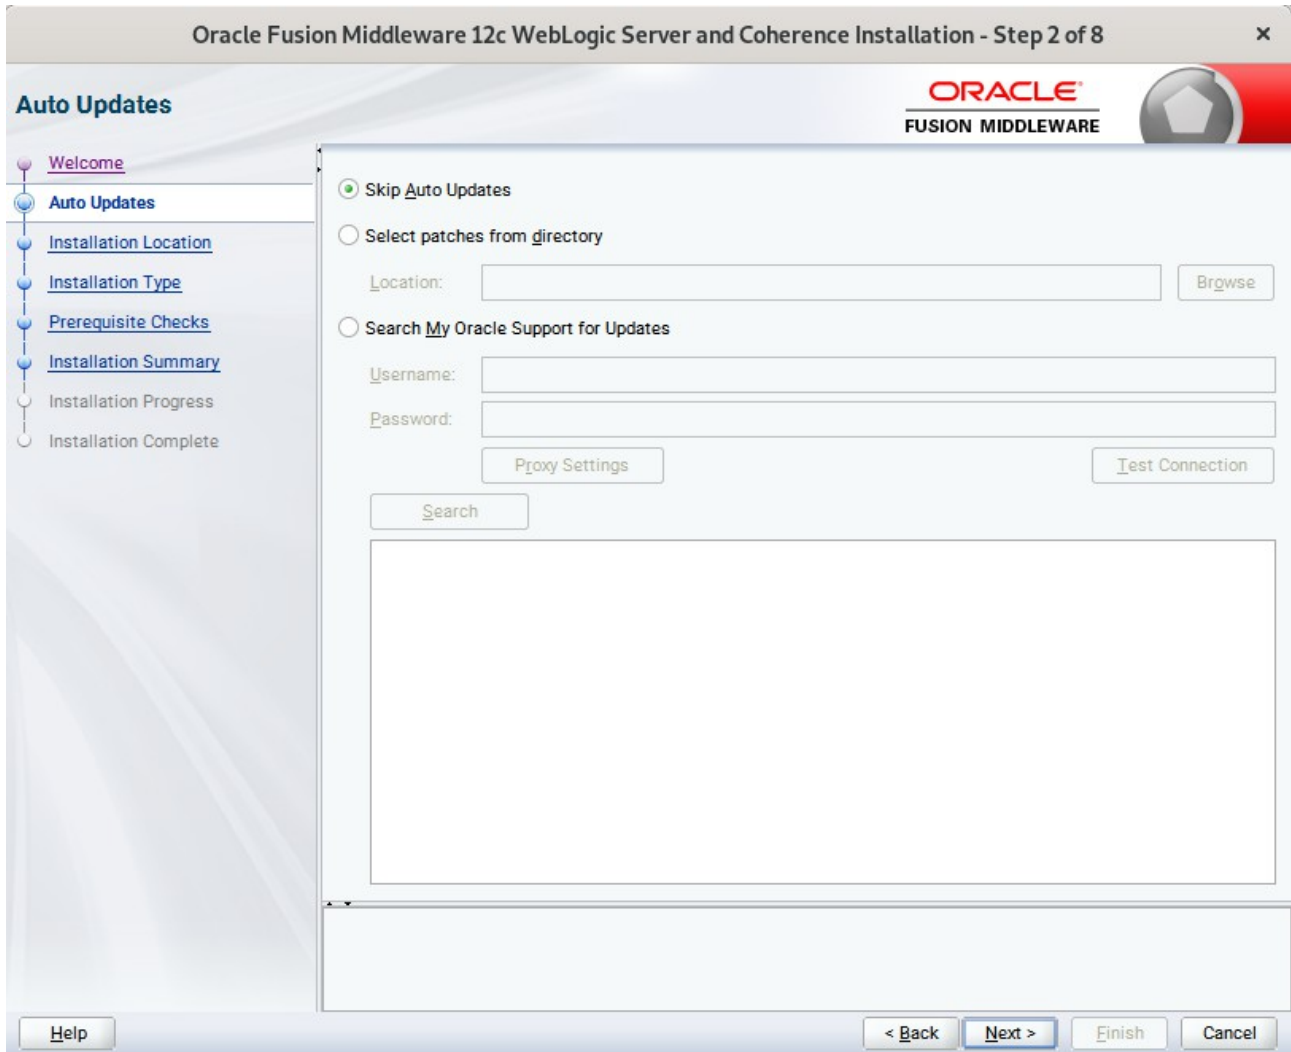 Oracle Fusion Middleware 12c WebLogic Server and Coherence Installation - Step 2 of 8
Auto Updates
ORACLE
FUSION MIDDLEWARE
Welcome
Auto Updates
Installation Location
Installation Type
Prerequisite Checks
Installation Summary
Installation Progress
Installation Complete
Skip Auto Updates
Select patches from directory
Location:
Browse
Search My Oracle Support for Updates
Username:
Password:
Proxy Settings
Test Connection
Search
Help
< Back
Next >
Finish
Cancel